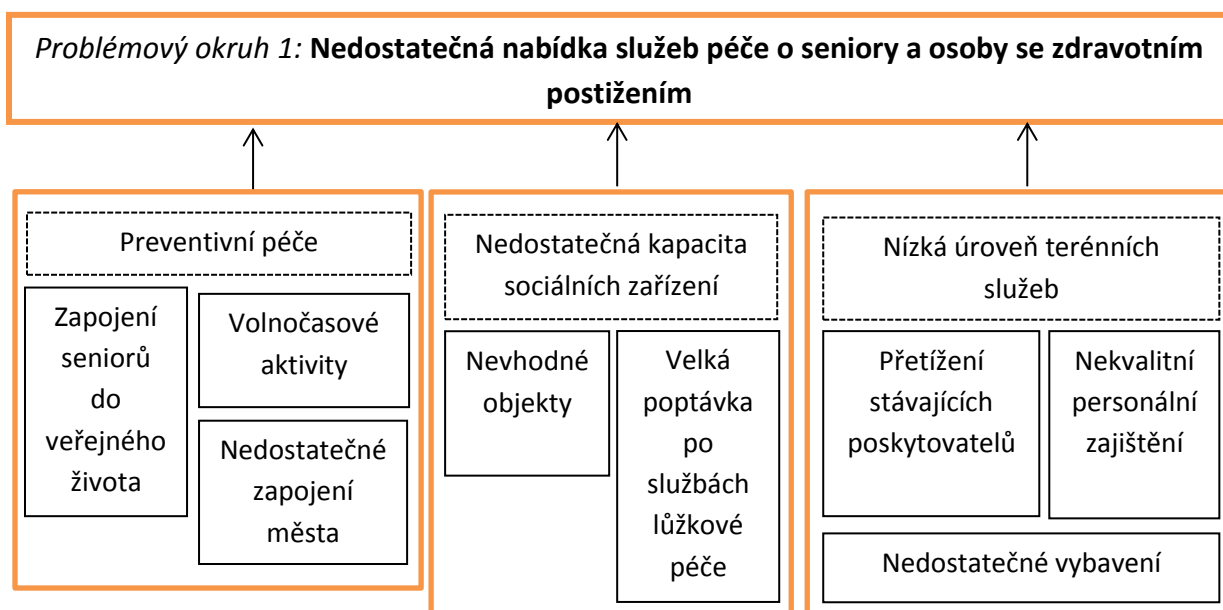 Problémový okruh 1: Nedostatečná nabídka služeb péče o seniory a osoby se zdravotním
postižením
Preventivní péče
Zapojení
seniorů
do
veřejného
života
Volnočasové
aktivity
Nedostatečné
zapojení
města
Nedostatečná kapacita
sociálních zařízení
Nevhodné
objekty
Velká
poptávka
po
službách
lůžkové
péče
Nízká úroveň terénních
služeb
Přetížení
stávajících
poskytovatelů
Nekvalitní
personální
zajištění
Nedostatečné vybavení